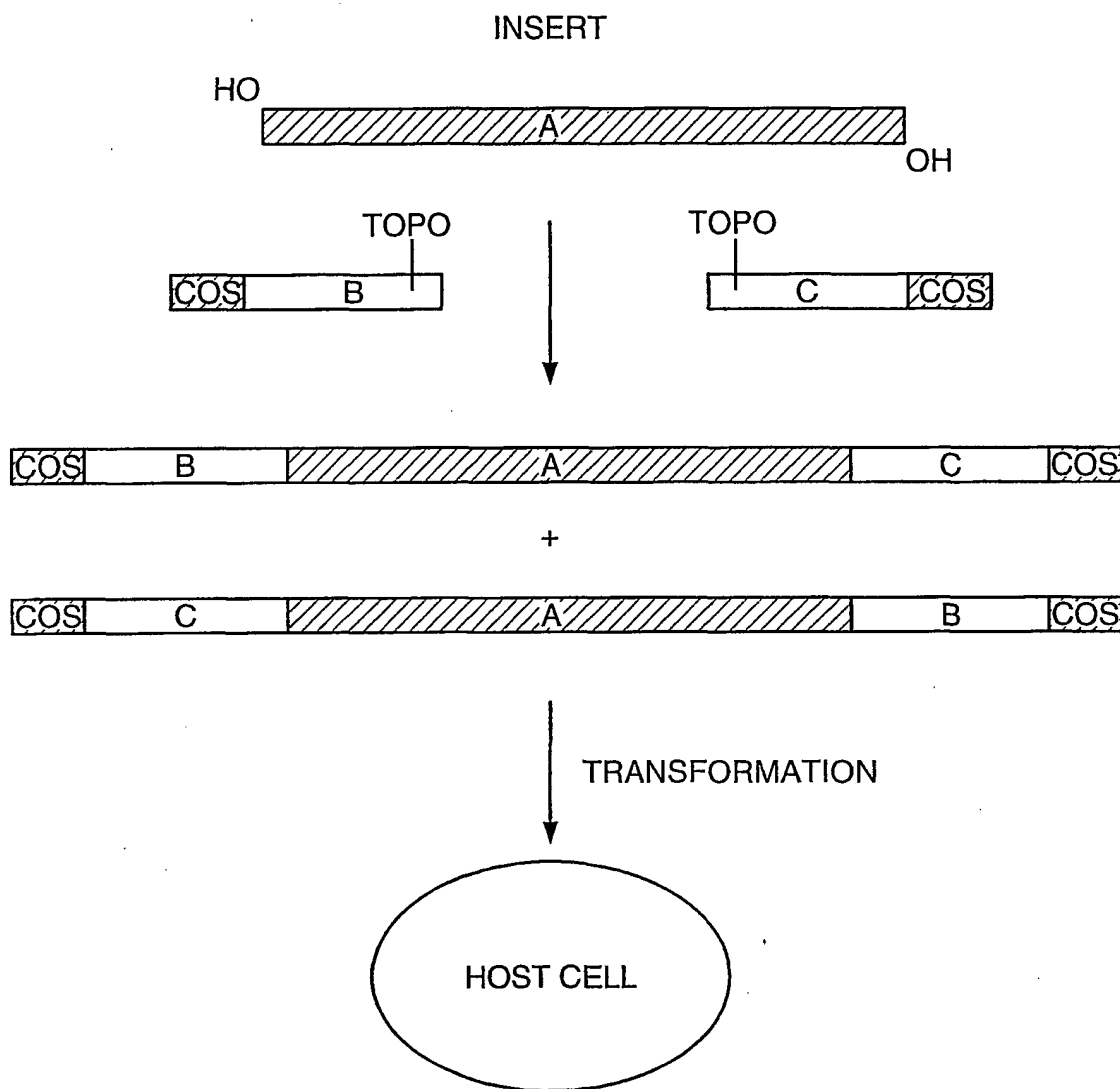 INSERT
HO
A
OH
TOPO TOPO
COS B C COS
COS B A C COS
+
COS C A B COS
TRANSFORMATION
HOST CELL